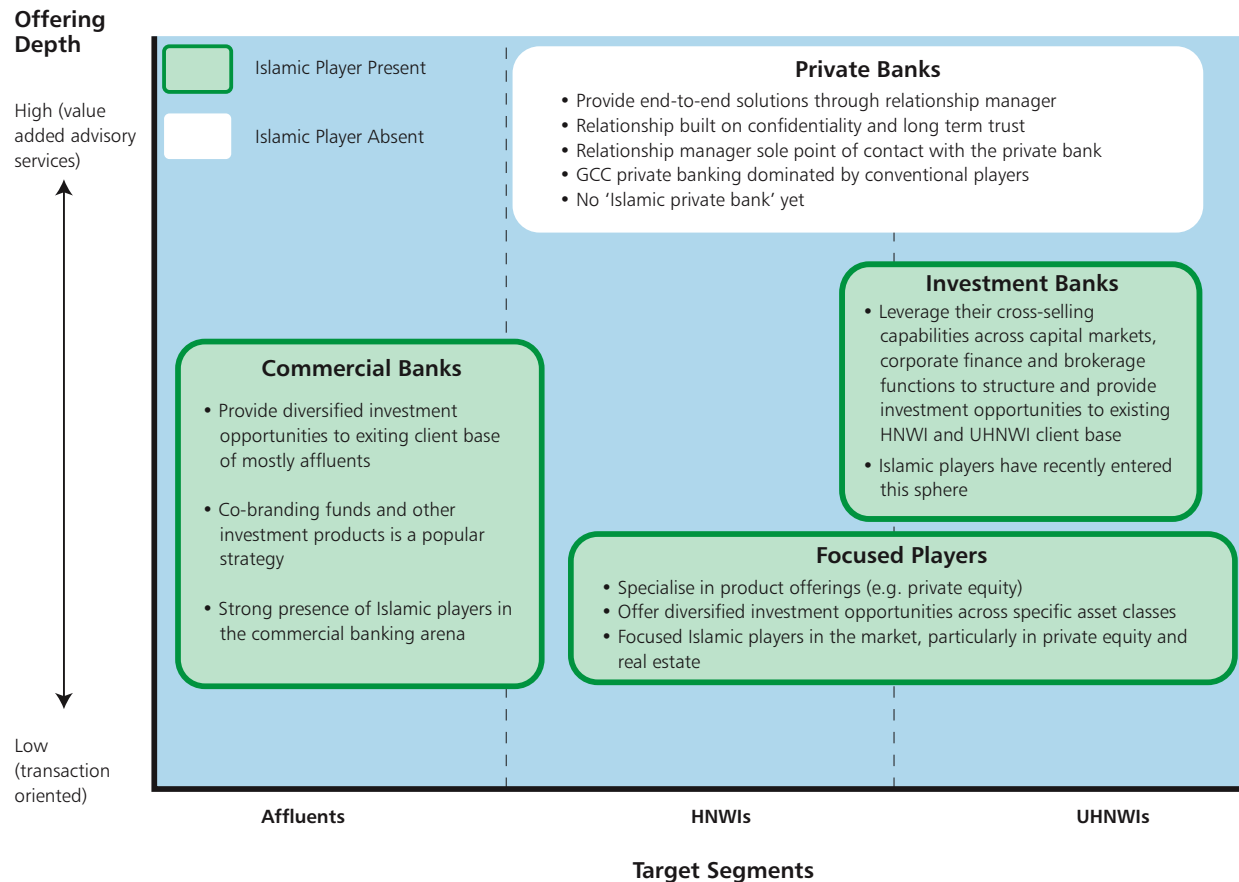 Offering
Depth
High (value
added advisory
services)
Low
(transaction
oriented)
Islamic Player Present
Islamic Player Absent
Private Banks
• Provide end-to-end solutions through relationship manager
• Relationship built on confidentiality and long term trust
• Relationship manager sole point of contact with the private bank
• GCC private banking dominated by conventional players
• No ‘Islamic private bank’ yet
Investment Banks
• Leverage their cross-selling
capabilities across capital markets,
corporate finance and brokerage
functions to structure and provide
investment opportunities to existing
HNWI and UHNWI client base
• Islamic players have recently entered
this sphere
Commercial Banks
• Provide diversified investment
opportunities to exiting client base
of mostly affluents
• Co-branding funds and other
investment products is a popular
strategy
• Strong presence of Islamic players in
the commercial banking arena
Focused Players
• Specialise in product offerings (e.g. private equity)
• Offer diversified investment opportunities across specific asset classes
• Focused Islamic players in the market, particularly in private equity and
real estate
Affluents
HNWIs
UHNWIs
Target Segments